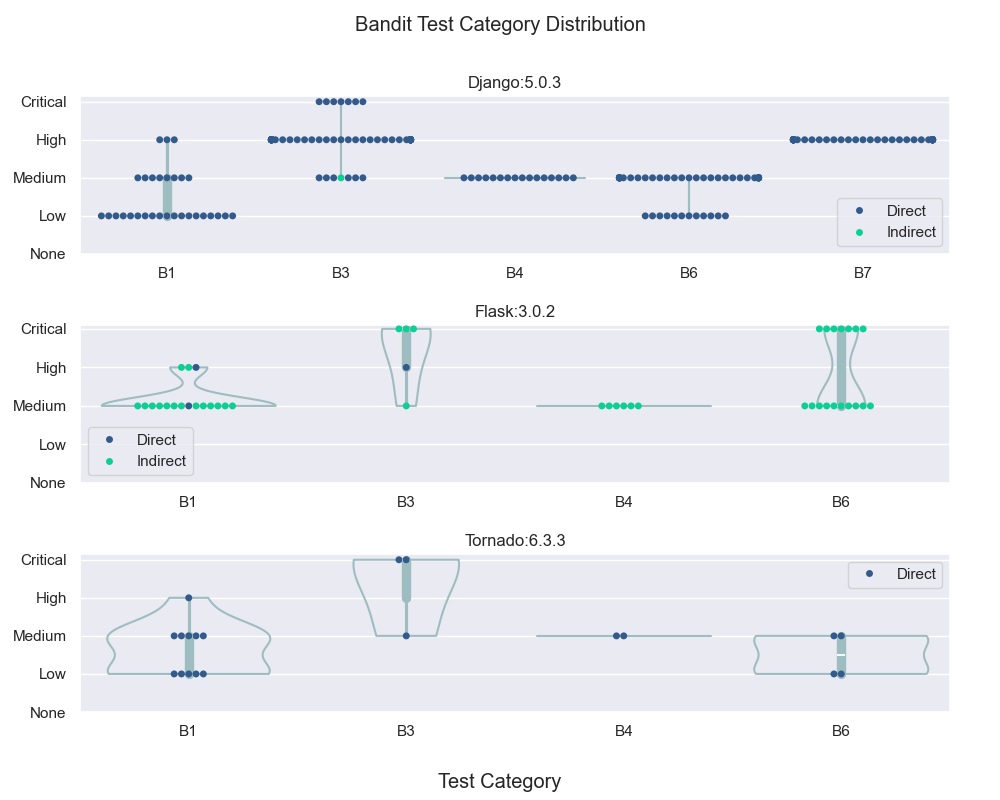 Bandit Test Category Distribution
Django:5.0.3
Critical
High
Medium
Low
None
Direct
Indirect
B1 B3 B4 B6 B7
Flask:3.0.2
Critical
High
Medium
Low
None
Direct
Indirect
B1 B3 B4 B6
Tornado:6.3.3
Critical
High
Medium
Low
None
Direct
B1 B3 B4 B6
Test Category